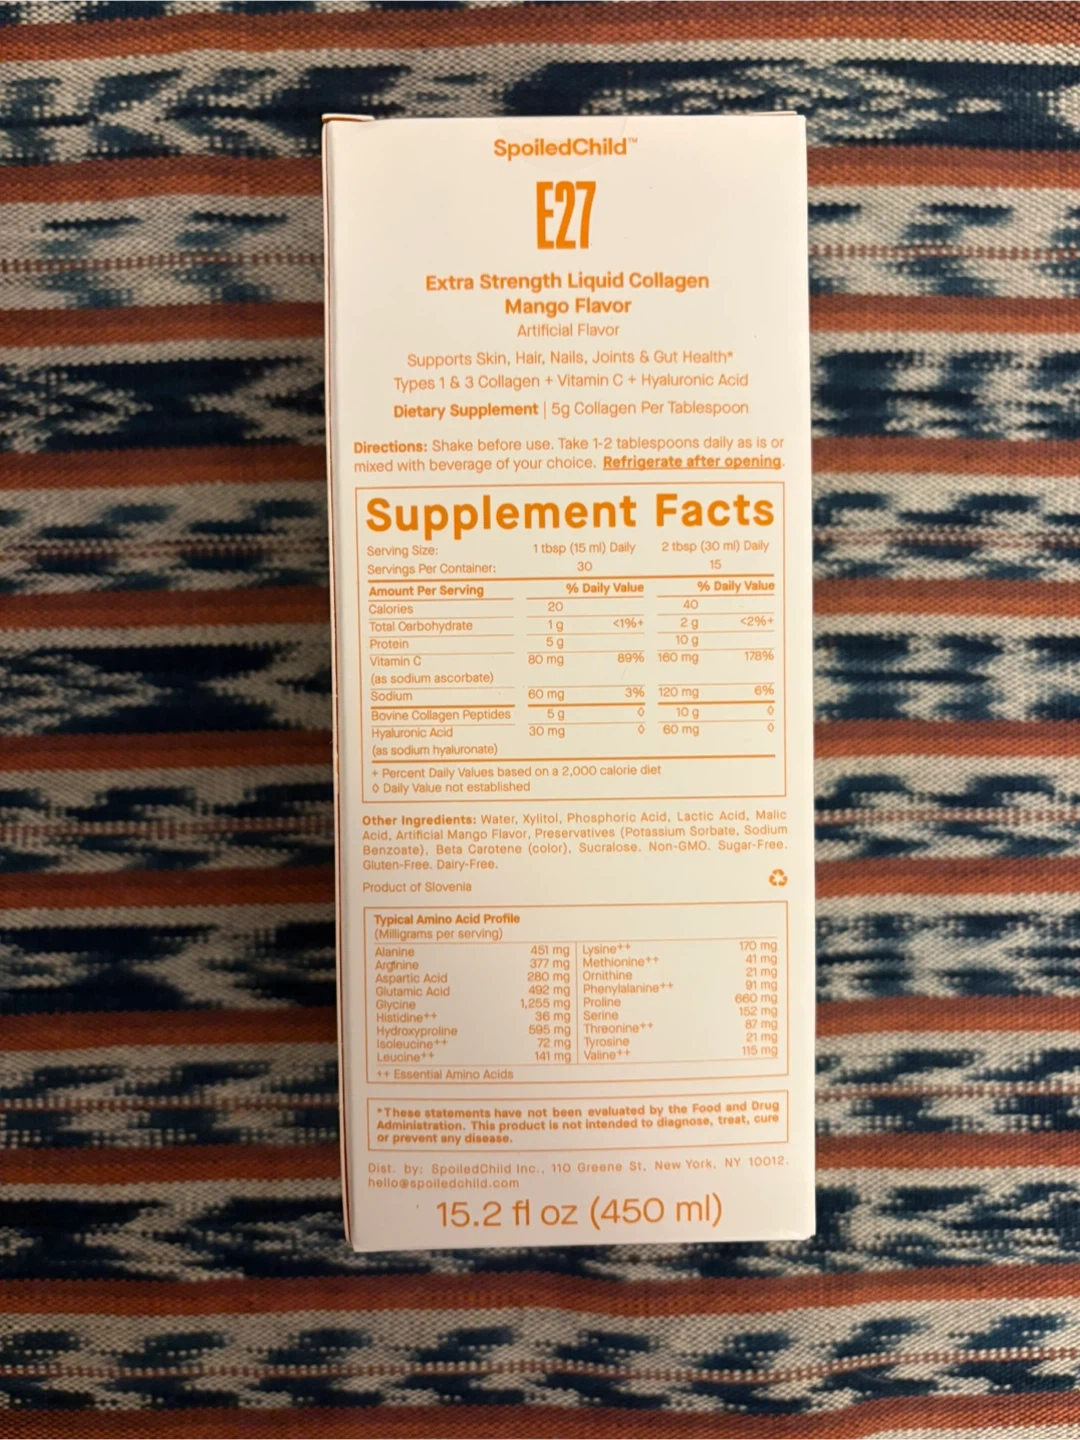 SpoiledChild™
E27
Extra Strength Liquid Collagen
Mango Flavor
Artificial Flavor
Supports Skin, Hair, Nails, Joints & Gut Health*
Types 1 & 3 Collagen + Vitamin C + Hyaluronic Acid
Dietary Supplement | 5g Collagen Per Tablespoon
Directions: Shake before use. Take 1-2 tablespoons daily as is or
mixed with beverage of your choice. Refrigerate after opening.
Supplement Facts
Serving Size: 1 tbsp (15 ml) Daily 2 tbsp (30 ml) Daily
Servings Per Container: 30 15
Amount Per Serving % Daily Value % Daily Value
Calories 20 40
Total Carbohydrate 1 g <1%+ 2 g <2%+
Protein 5 g 10 g
Vitamin C 80 mg 89% 160 mg 178%
(as sodium ascorbate)
Sodium 60 mg 3% 120 mg 6%
Bovine Collagen Peptides 5 g ◊ 10 g ◊
Hyaluronic Acid 30 mg ◊ 60 mg ◊
(as sodium hyaluronate)
+ Percent Daily Values based on a 2,000 calorie diet
◊ Daily Value not established
Other Ingredients: Water, Xylitol, Phosphoric Acid, Lactic Acid, Malic
Acid, Artificial Mango Flavor, Preservatives (Potassium Sorbate, Sodium
Benzoate), Beta Carotene (color), Sucralose. Non-GMO. Sugar-Free.
Gluten-Free. Dairy-Free.
Product of Slovenia
Typical Amino Acid Profile
(Milligrams per serving)
Alanine 451 mg Lysine++ 170 mg
Arginine 377 mg Methionine++ 41 mg
Aspartic Acid 280 mg Ornithine 21 mg
Glutamic Acid 492 mg Phenylalanine++ 91 mg
Glycine 1,255 mg Proline 660 mg
Histidine++ 36 mg Serine 152 mg
Hydroxyproline 595 mg Threonine++ 87 mg
Isoleucine++ 72 mg Tyrosine 21 mg
Leucine++ 141 mg Valine++ 115 mg
++ Essential Amino Acids
*These statements have not been evaluated by the Food and Drug
Administration. This product is not intended to diagnose, treat, cure
or prevent any disease.
Dist. by: SpoiledChild Inc., 110 Greene St, New York, NY 10012.
hello@spoiledchild.com
15.2 fl oz (450 ml)